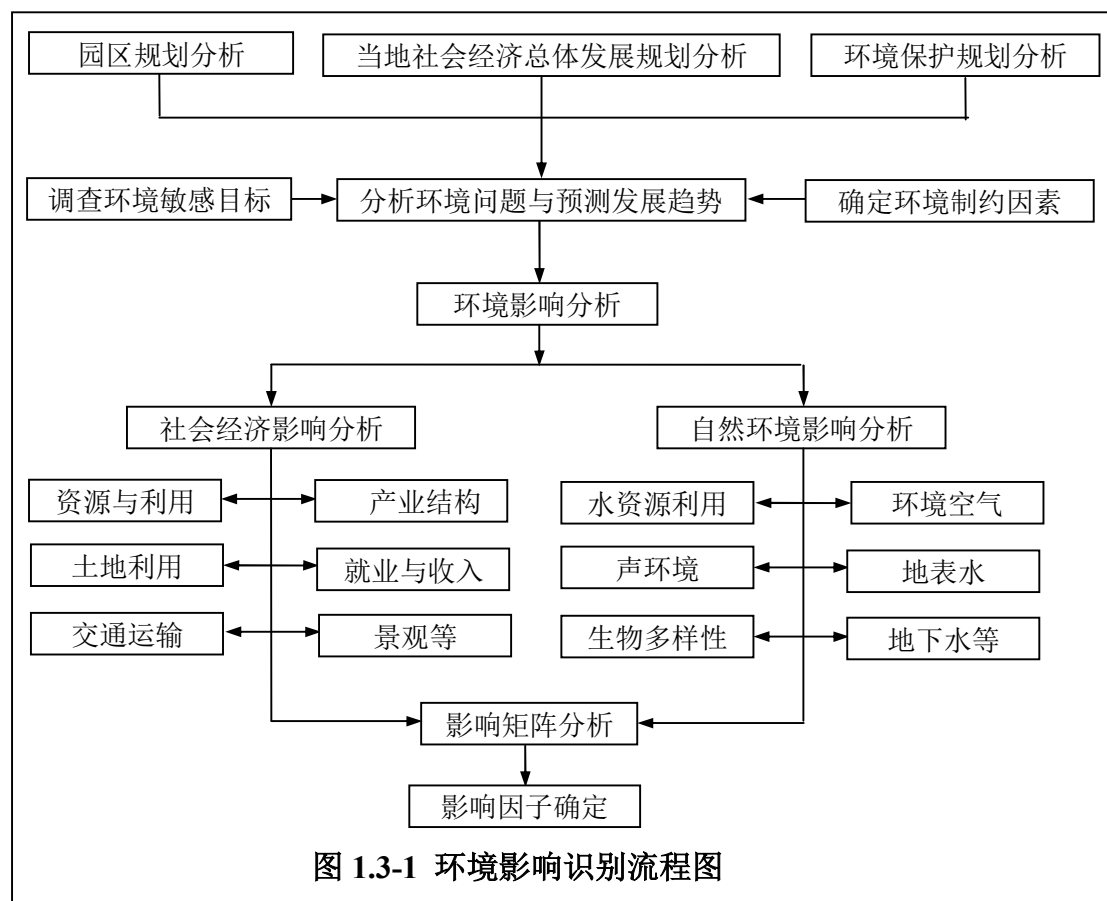 园区规划分析
当地社会经济总体发展规划分析
环境保护规划分析
调查环境敏感目标
分析环境问题与预测发展趋势
确定环境制约因素
环境影响分析
社会经济影响分析
自然环境影响分析
资源与利用
产业结构
水资源利用
环境空气
土地利用
就业与收入
声环境
地表水
交通运输
景观等
生物多样性
地下水等
影响矩阵分析
影响因子确定
图 1.3-1 环境影响识别流程图